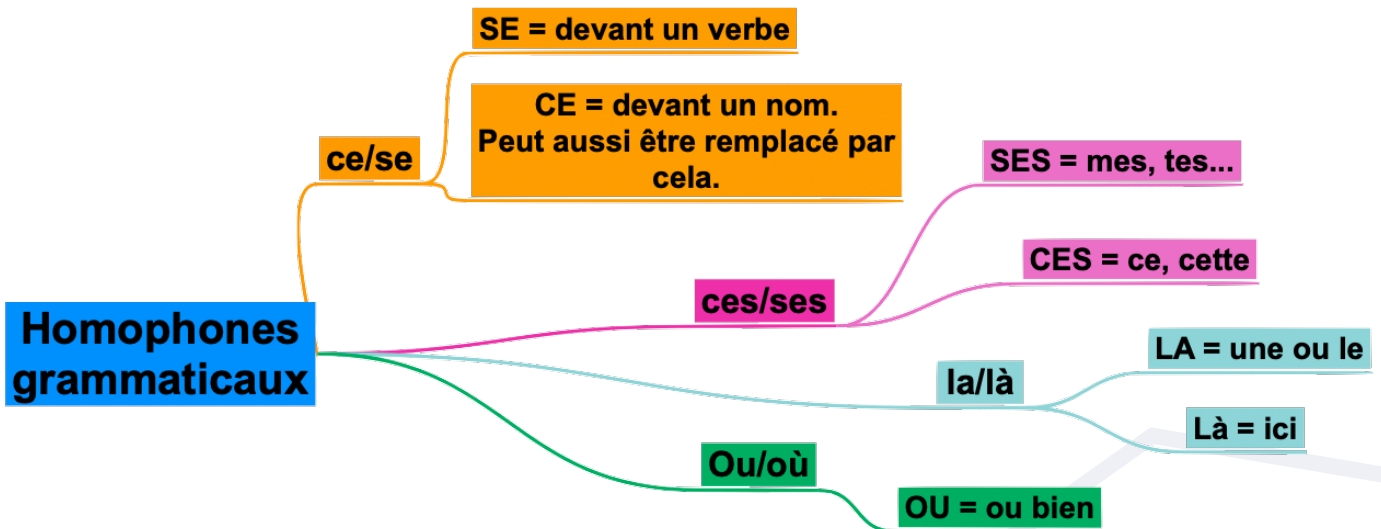 Homophones
grammaticaux
ce/se
SE = devant un verbe
CE = devant un nom.
Peut aussi être remplacé par
cela.
ces/ses
SES = mes, tes...
CES = ce, cette
la/là
LA = une ou le
Là = ici
Ou/où
OU = ou bien